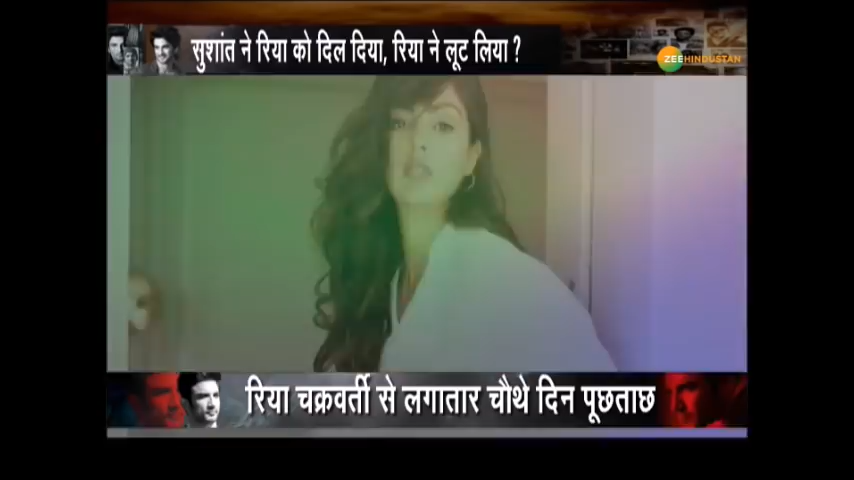 सुशांत ने रिया को दिल दिया, रिया ने लूट लिया ?
ZEE HINDUSTAN
रिया चक्रवर्ती से लगातार चौथे दिन पूछताछ